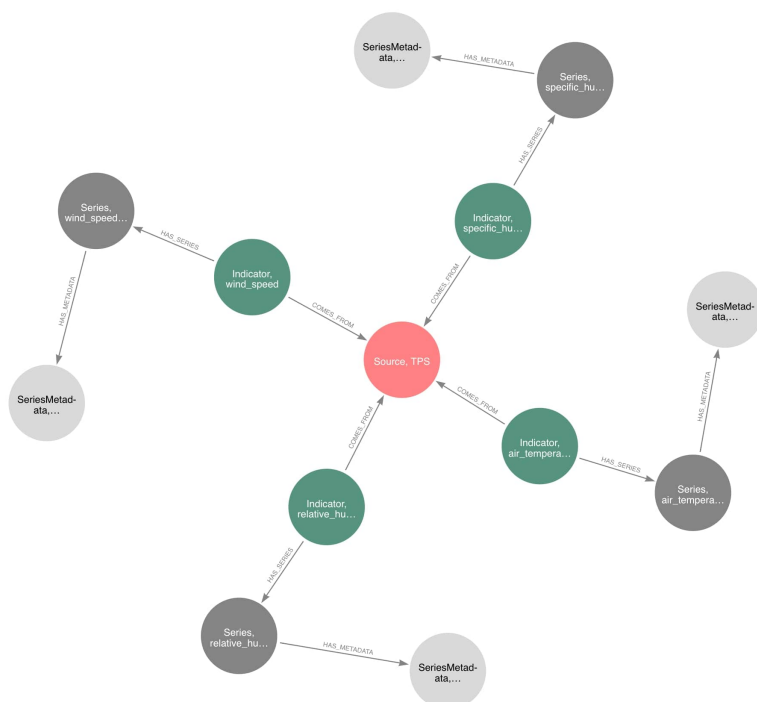 SeriesMetad-
ata,…
HAS_METADATA
Series,
specific_hu…
HAS_SERIES
Indicator,
specific_hu…
COMES_FROM
Series,
wind_speed…
HAS_SERIES
Indicator,
wind_speed
HAS_METADATA
COMES_FROM
SeriesMetad-
ata,…
Source, TPS
SeriesMetad-
ata,…
HAS_METADATA
COMES_FROM
Indicator,
air_tempera…
HAS_SERIES
Series,
air_tempera…
COMES_FROM
Indicator,
relative_hu…
HAS_SERIES
Series,
relative_hu…
HAS_METADATA
SeriesMetad-
ata,…